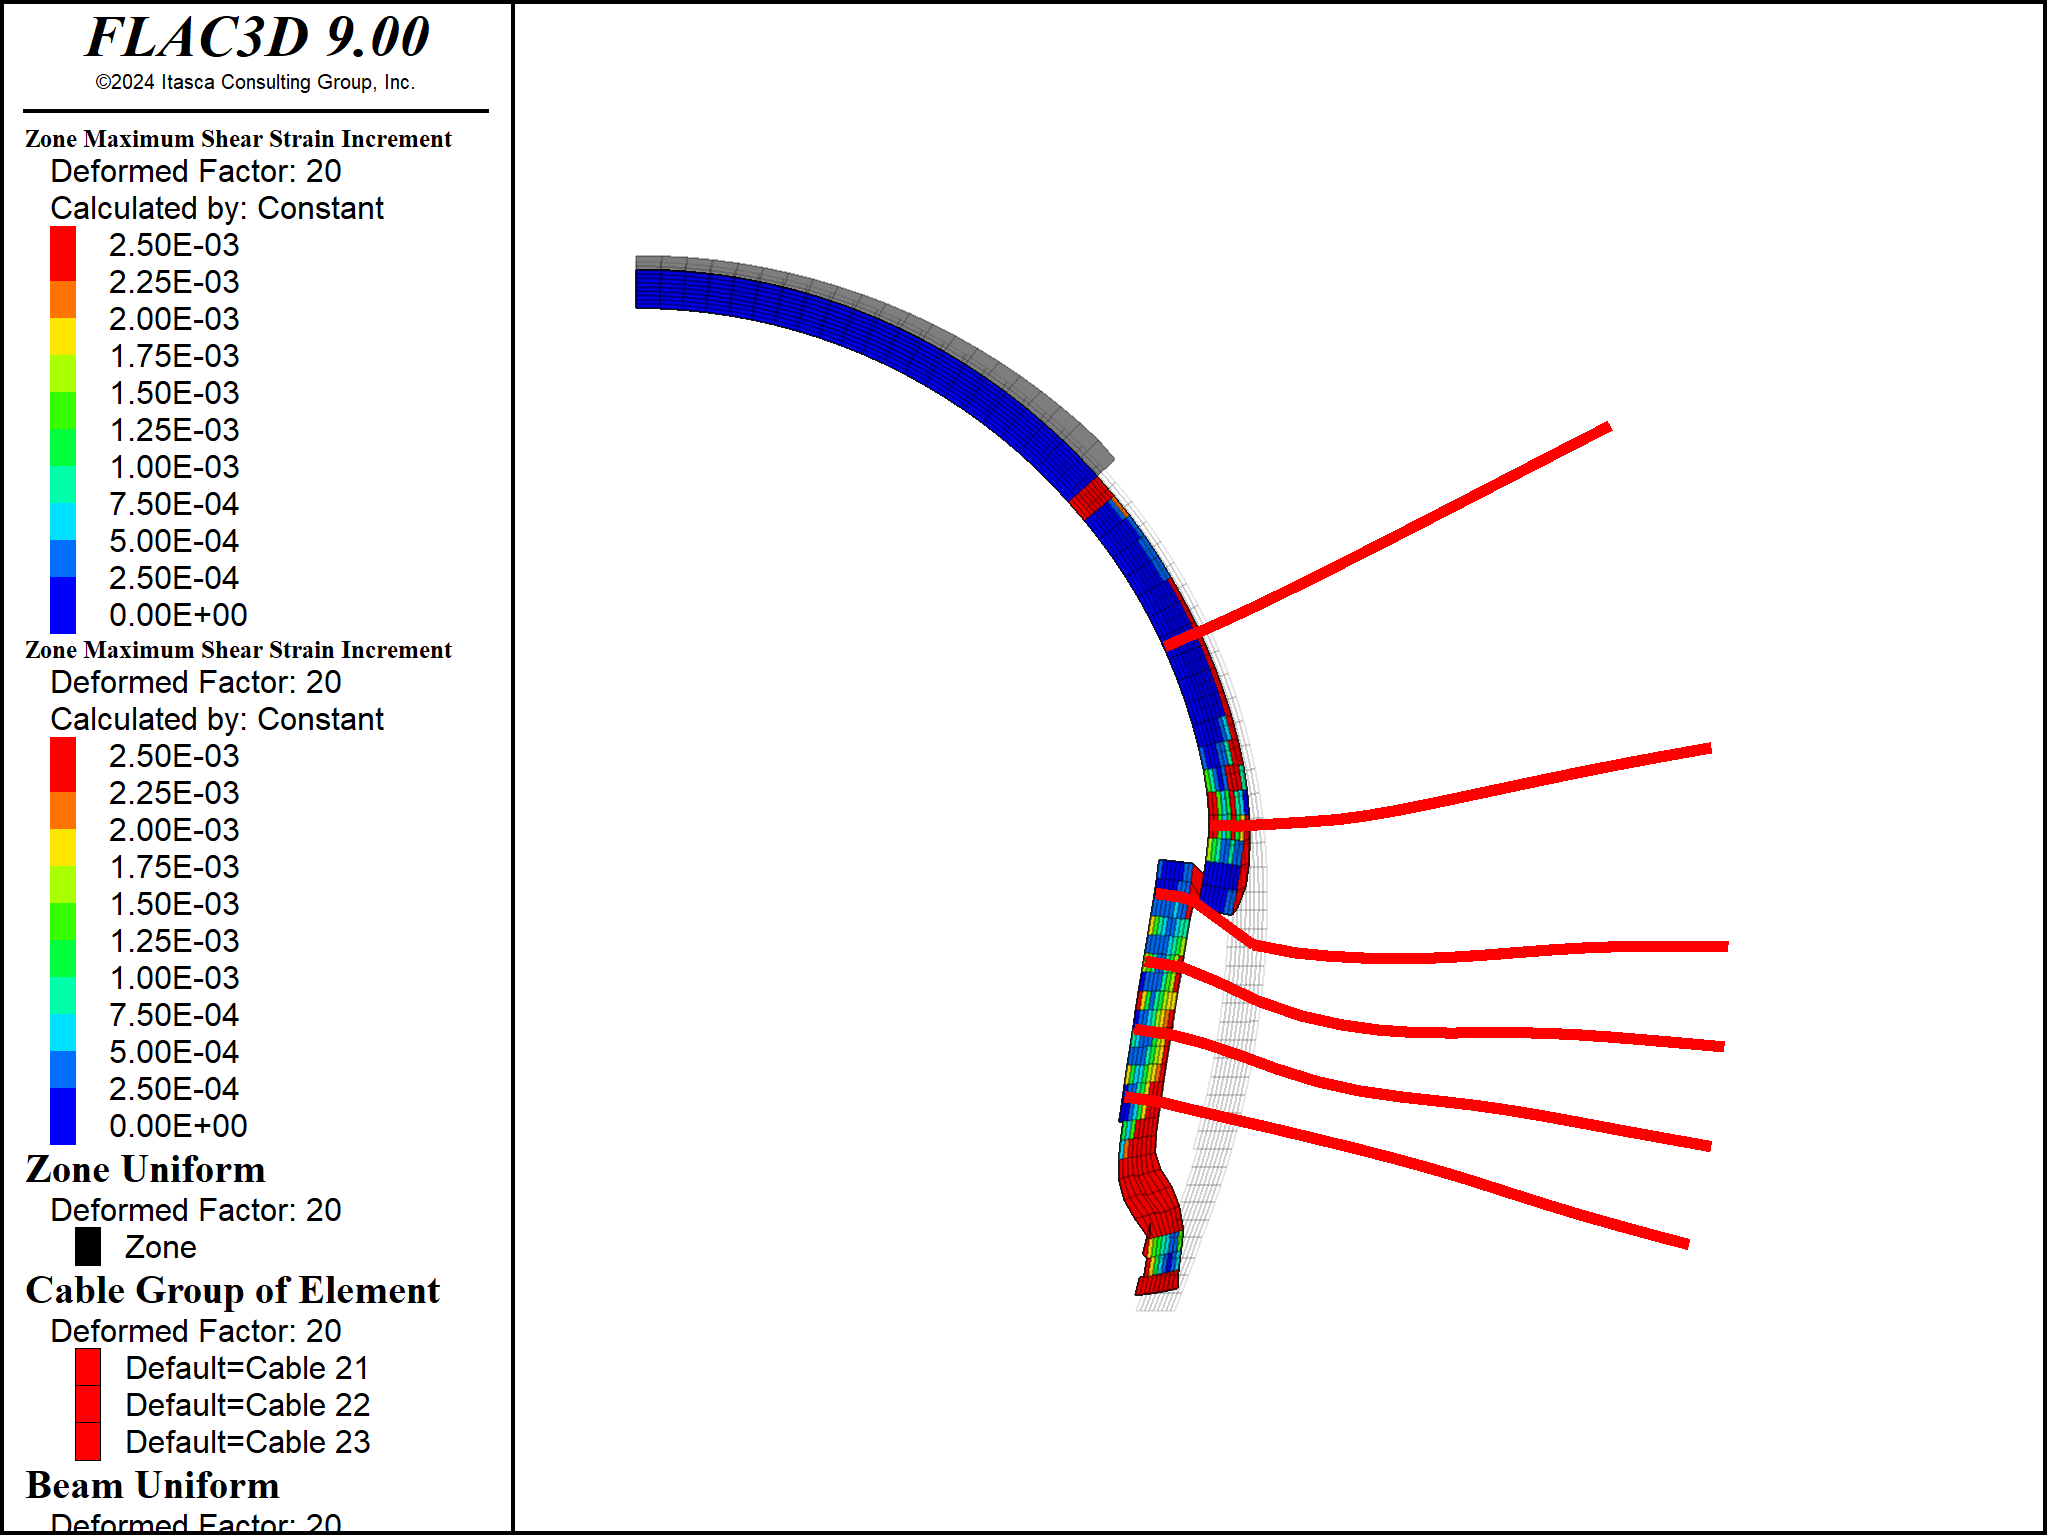 FLAC3D 9.00
©2024 Itasca Consulting Group, Inc.
Zone Maximum Shear Strain Increment
Deformed Factor: 20
Calculated by: Constant
2.50E-03
2.25E-03
2.00E-03
1.75E-03
1.50E-03
1.25E-03
1.00E-03
7.50E-04
5.00E-04
2.50E-04
0.00E+00
Zone Maximum Shear Strain Increment
Deformed Factor: 20
Calculated by: Constant
2.50E-03
2.25E-03
2.00E-03
1.75E-03
1.50E-03
1.25E-03
1.00E-03
7.50E-04
5.00E-04
2.50E-04
0.00E+00
Zone Uniform
Deformed Factor: 20
Zone
Cable Group of Element
Deformed Factor: 20
Default=Cable 21
Default=Cable 22
Default=Cable 23
Beam Uniform
Deformed Factor: 20